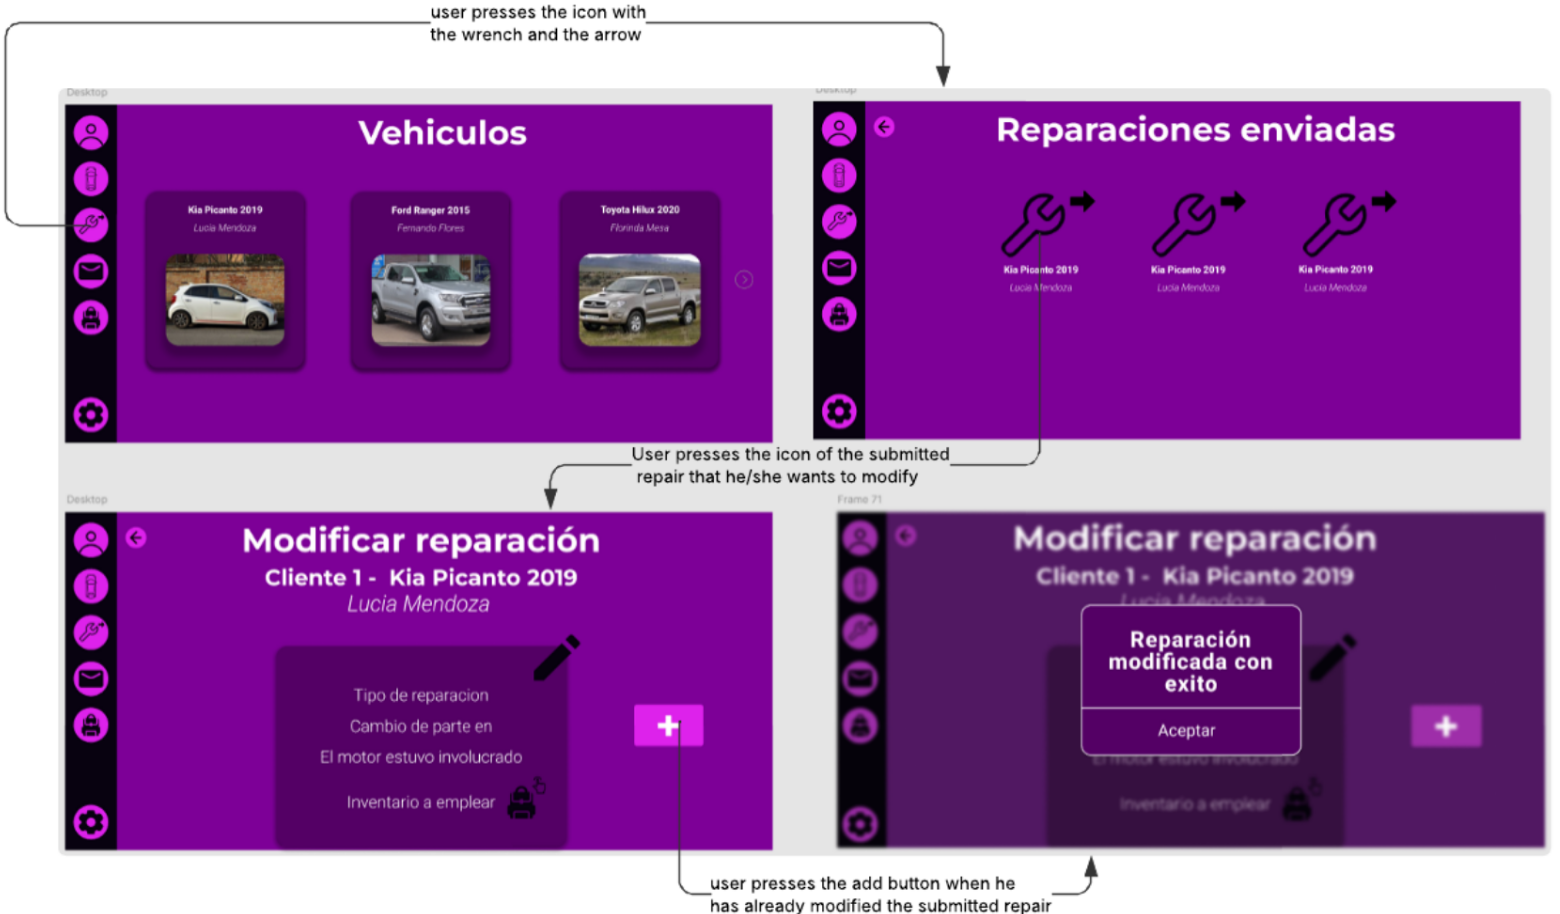 user presses the icon with
the wrench and the arrow
Desktop
Vehiculos
Kia Picanto 2019
Lucia Mendoza
Ford Ranger 2015
Fernando Flores
Toyota Hilux 2020
Florinda Mesa
Desktop
Reparaciones enviadas
Kia Picanto 2019
Lucia Mendoza
Kia Picanto 2019
Lucia Mendoza
Kia Picanto 2019
Lucia Mendoza
User presses the icon of the submitted
repair that he/she wants to modify
Desktop
Modificar reparación
Cliente 1 - Kia Picanto 2019
Lucia Mendoza
Tipo de reparacion
Cambio de parte en
El motor estuvo involucrado
Inventario a emplear
Frame 71
Modificar reparación
Cliente 1 - Kia Picanto 2019
Lucia Mendoza
Reparación
modificada con
exito
Aceptar
El motor estuvo involucrado
Inventario a emplear
user presses the add button when he
has already modified the submitted repair